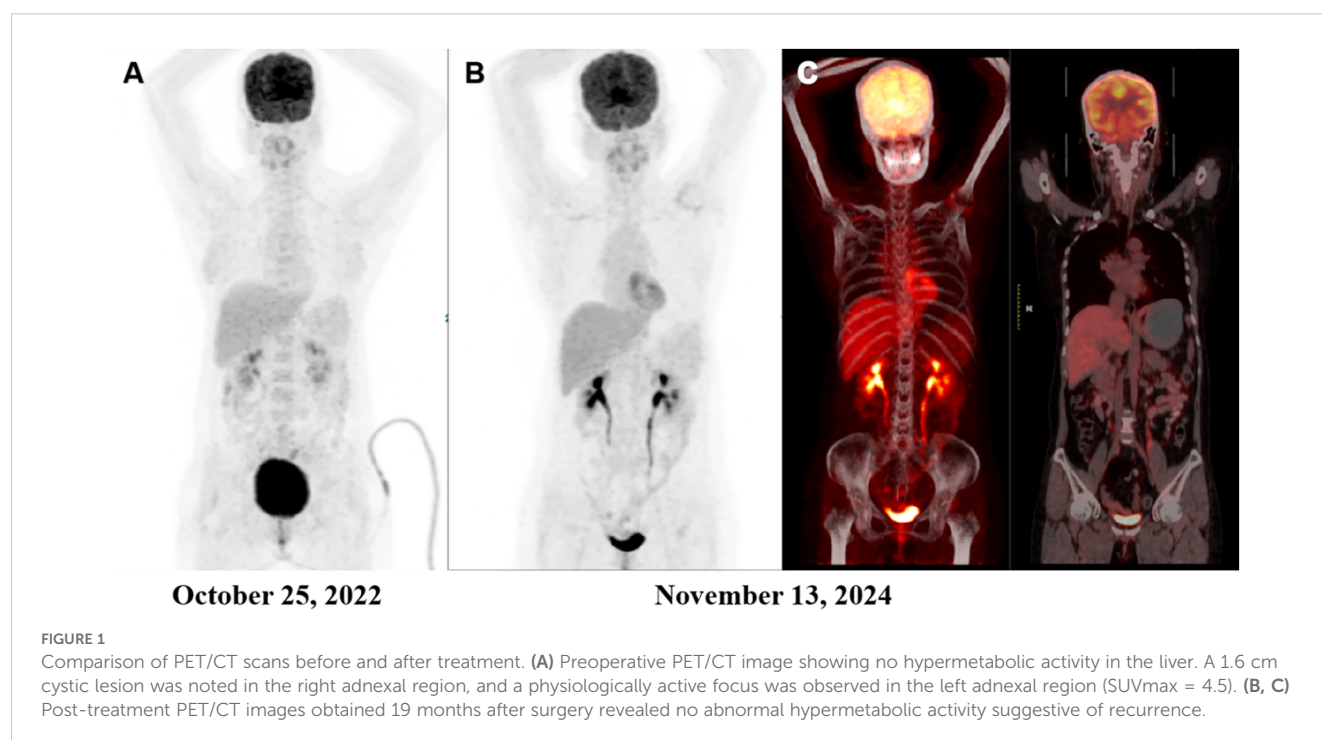 A
B
C
R
October 25, 2022
November 13, 2024
FIGURE 1
Comparison of PET/CT scans before and after treatment. (A) Preoperative PET/CT image showing no hypermetabolic activity in the liver. A 1.6 cm
cystic lesion was noted in the right adnexal region, and a physiologically active focus was observed in the left adnexal region (SUVmax = 4.5). (B, C)
Post-treatment PET/CT images obtained 19 months after surgery revealed no abnormal hypermetabolic activity suggestive of recurrence.